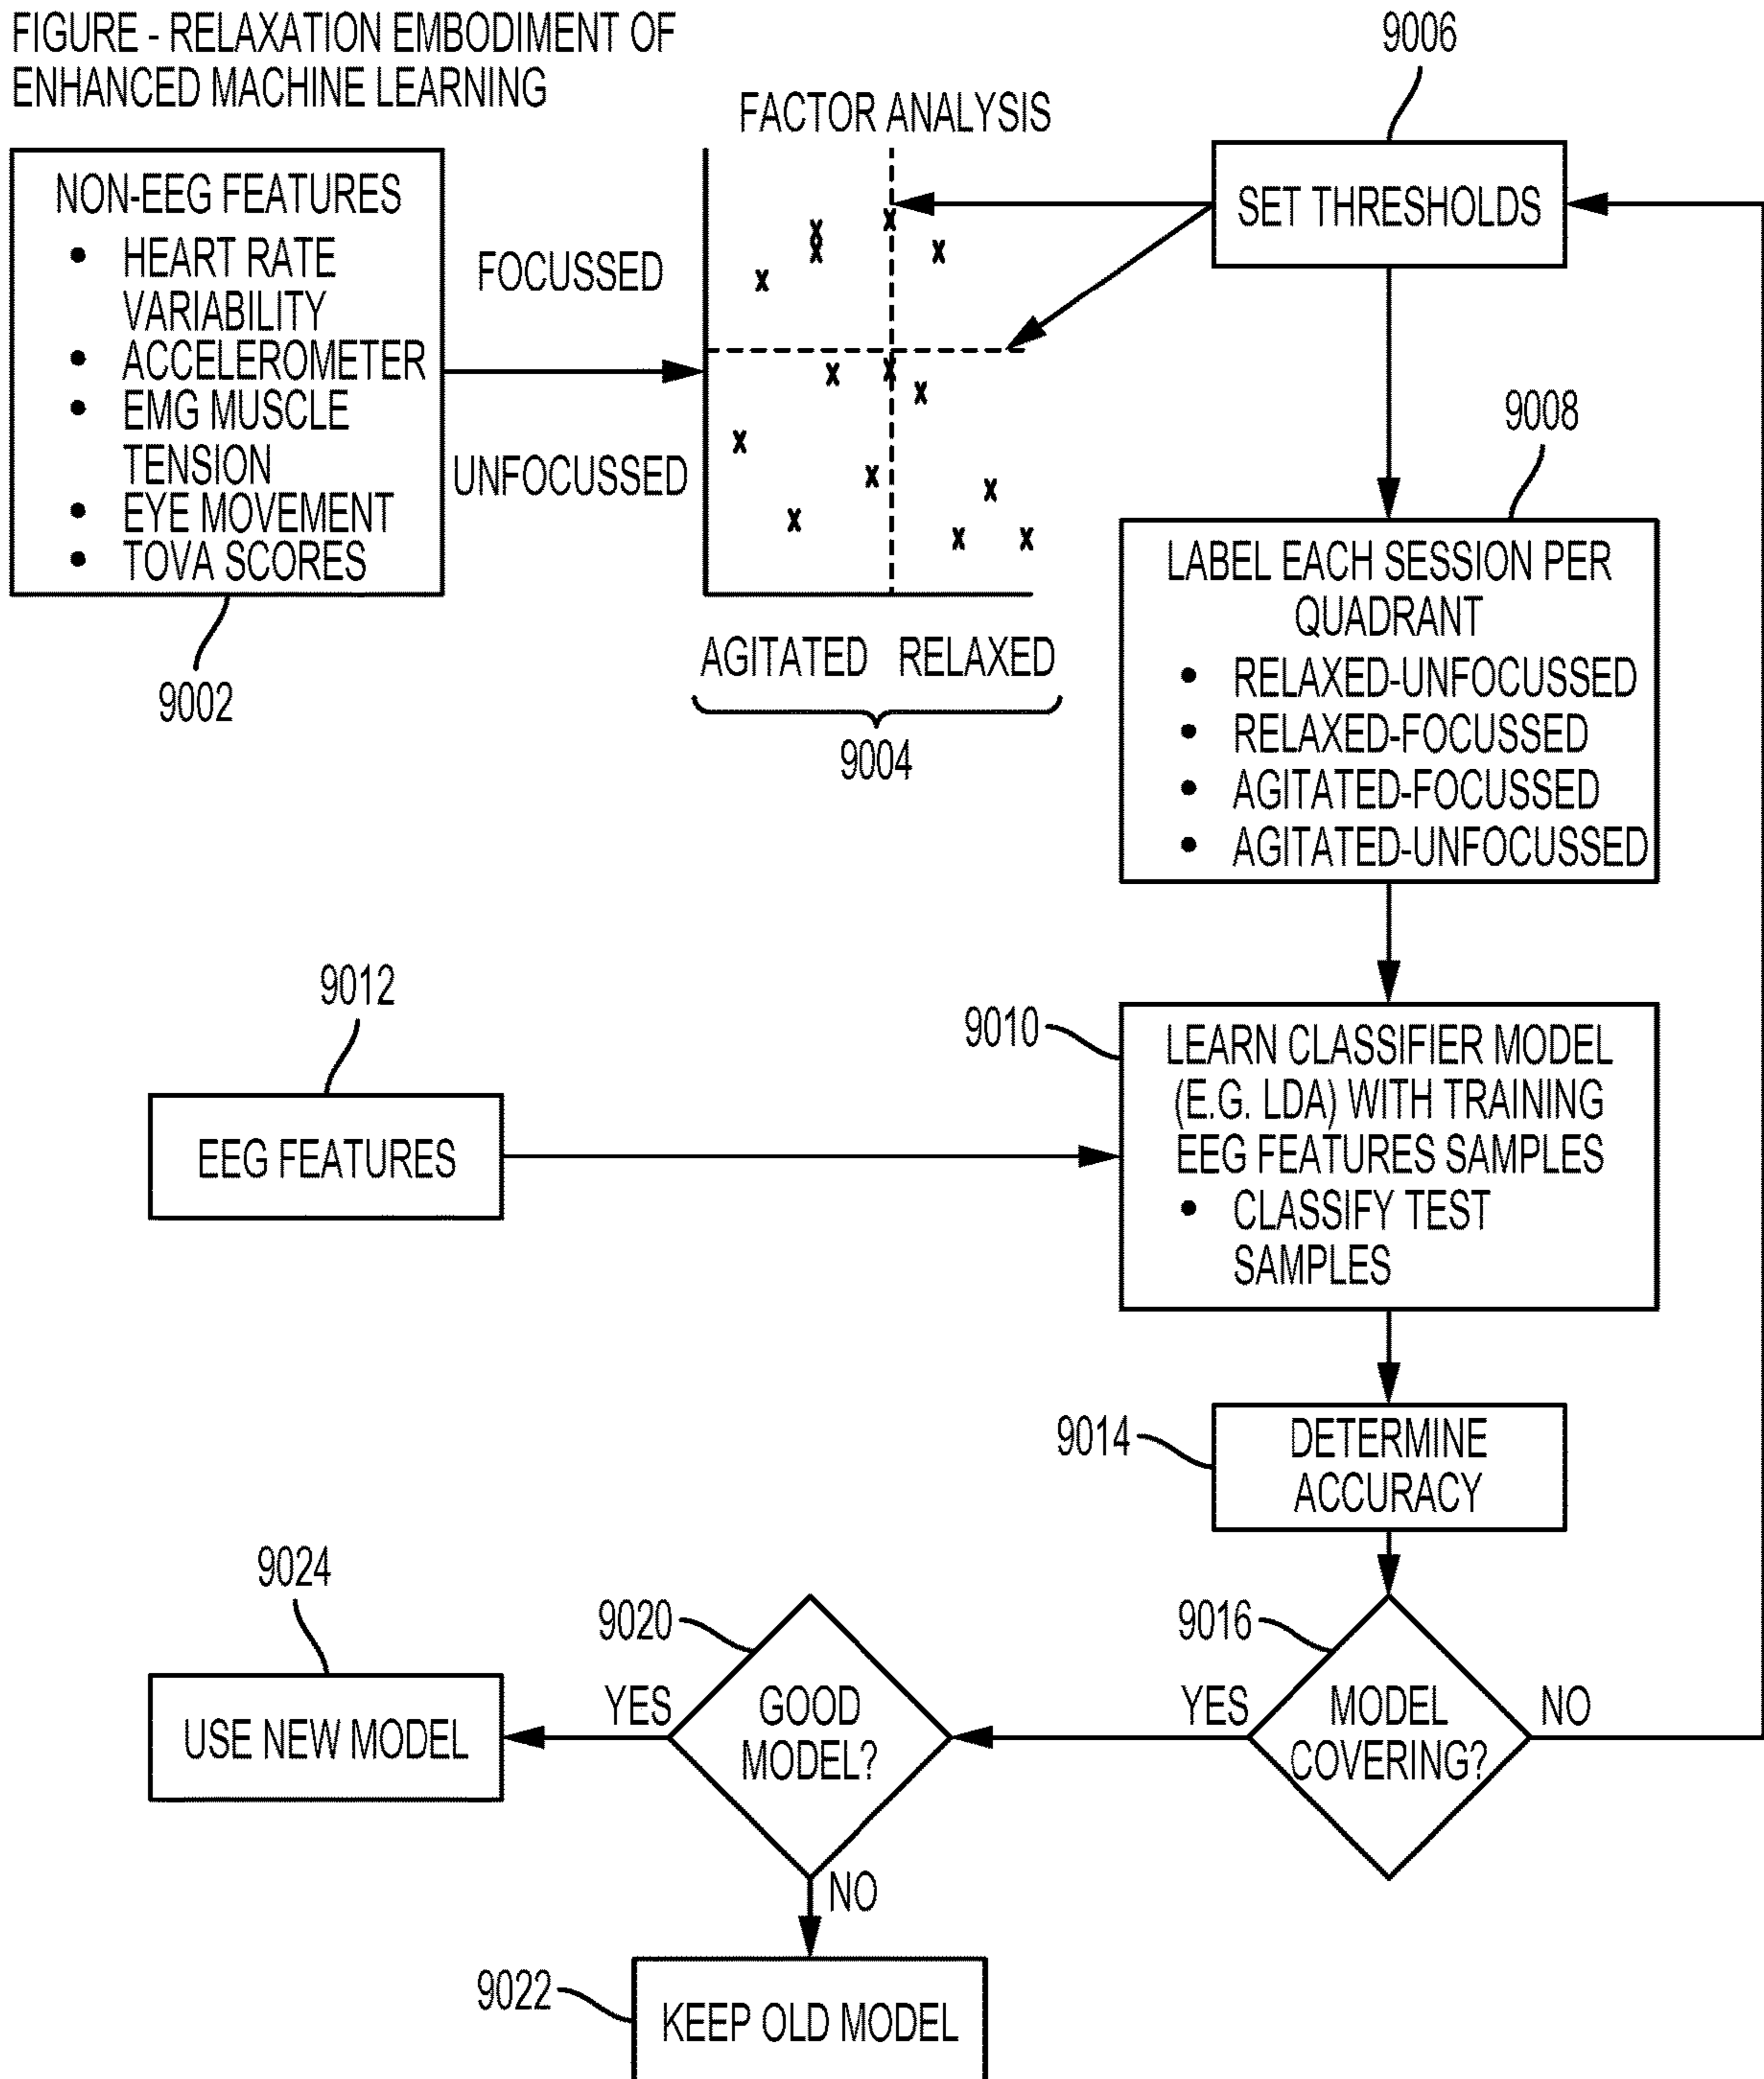 FIGURE - RELAXATION EMBODIMENT OF
ENHANCED MACHINE LEARNING
NON-EEG FEATURES
• HEART RATE
VARIABILITY
• ACCELEROMETER
• EMG MUSCLE
TENSION
• EYE MOVEMENT
• TOVA SCORES
9002
FOCUSSED
UNFOCUSSED
FACTOR ANALYSIS
x
x
x
x
x
x
x
x
x
x
x
x
x
x
AGITATED RELAXED
9004
9006
SET THRESHOLDS
9008
LABEL EACH SESSION PER
QUADRANT
• RELAXED-UNFOCUSSED
• RELAXED-FOCUSSED
• AGITATED-FOCUSSED
• AGITATED-UNFOCUSSED
9012
EEG FEATURES
9010
LEARN CLASSIFIER MODEL
(E.G. LDA) WITH TRAINING
EEG FEATURES SAMPLES
• CLASSIFY TEST
SAMPLES
9014
DETERMINE
ACCURACY
9016
MODEL
COVERING?
YES
NO
9020
GOOD
MODEL?
YES
NO
9024
USE NEW MODEL
9022
KEEP OLD MODEL